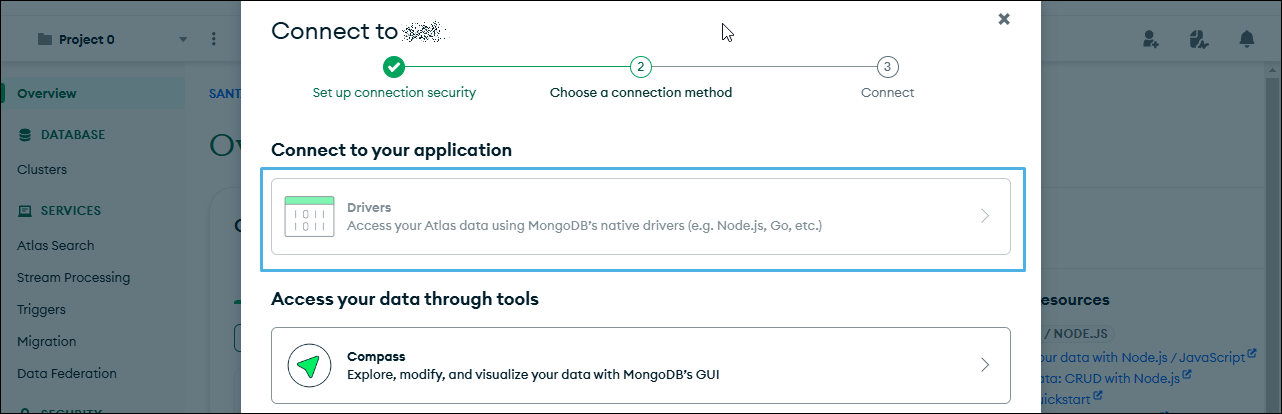 Connect to
Project 0
2
3
Set up connection security
Choose a connection method
Connect
Overview
SANT
DATABASE
Ov
Clusters
Connect to your application
SERVICES
Drivers
1011
1011
Access your Atlas data using MongoDB's native drivers (e.g. Node.js, Go, etc.)
Atlas Search
Stream Processing
Triggers
Access your data through tools
esources
/ NODE.JS
Migration
Compass
our data with Node.js / JavaScript
Explore, modify, and visualize your data with MongoDB's GUI
Data Federation
ata: CRUD with Node.js
uickstart
SECURITY